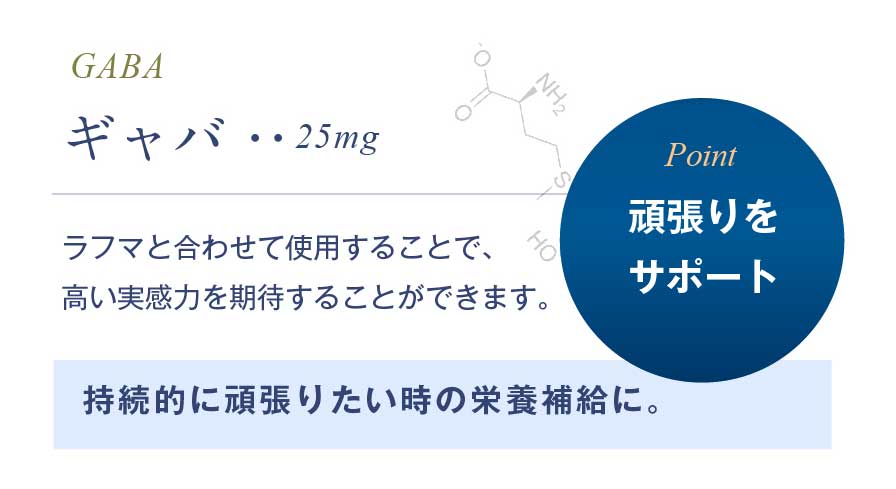 GABA
ギャバ ・・25mg
ラフマと合わせて使用することで、
高い実感力を期待することができます。
Point
頑張りを
サポート
持続的に頑張りたい時の栄養補給に。
O
O
NH2
S
HO